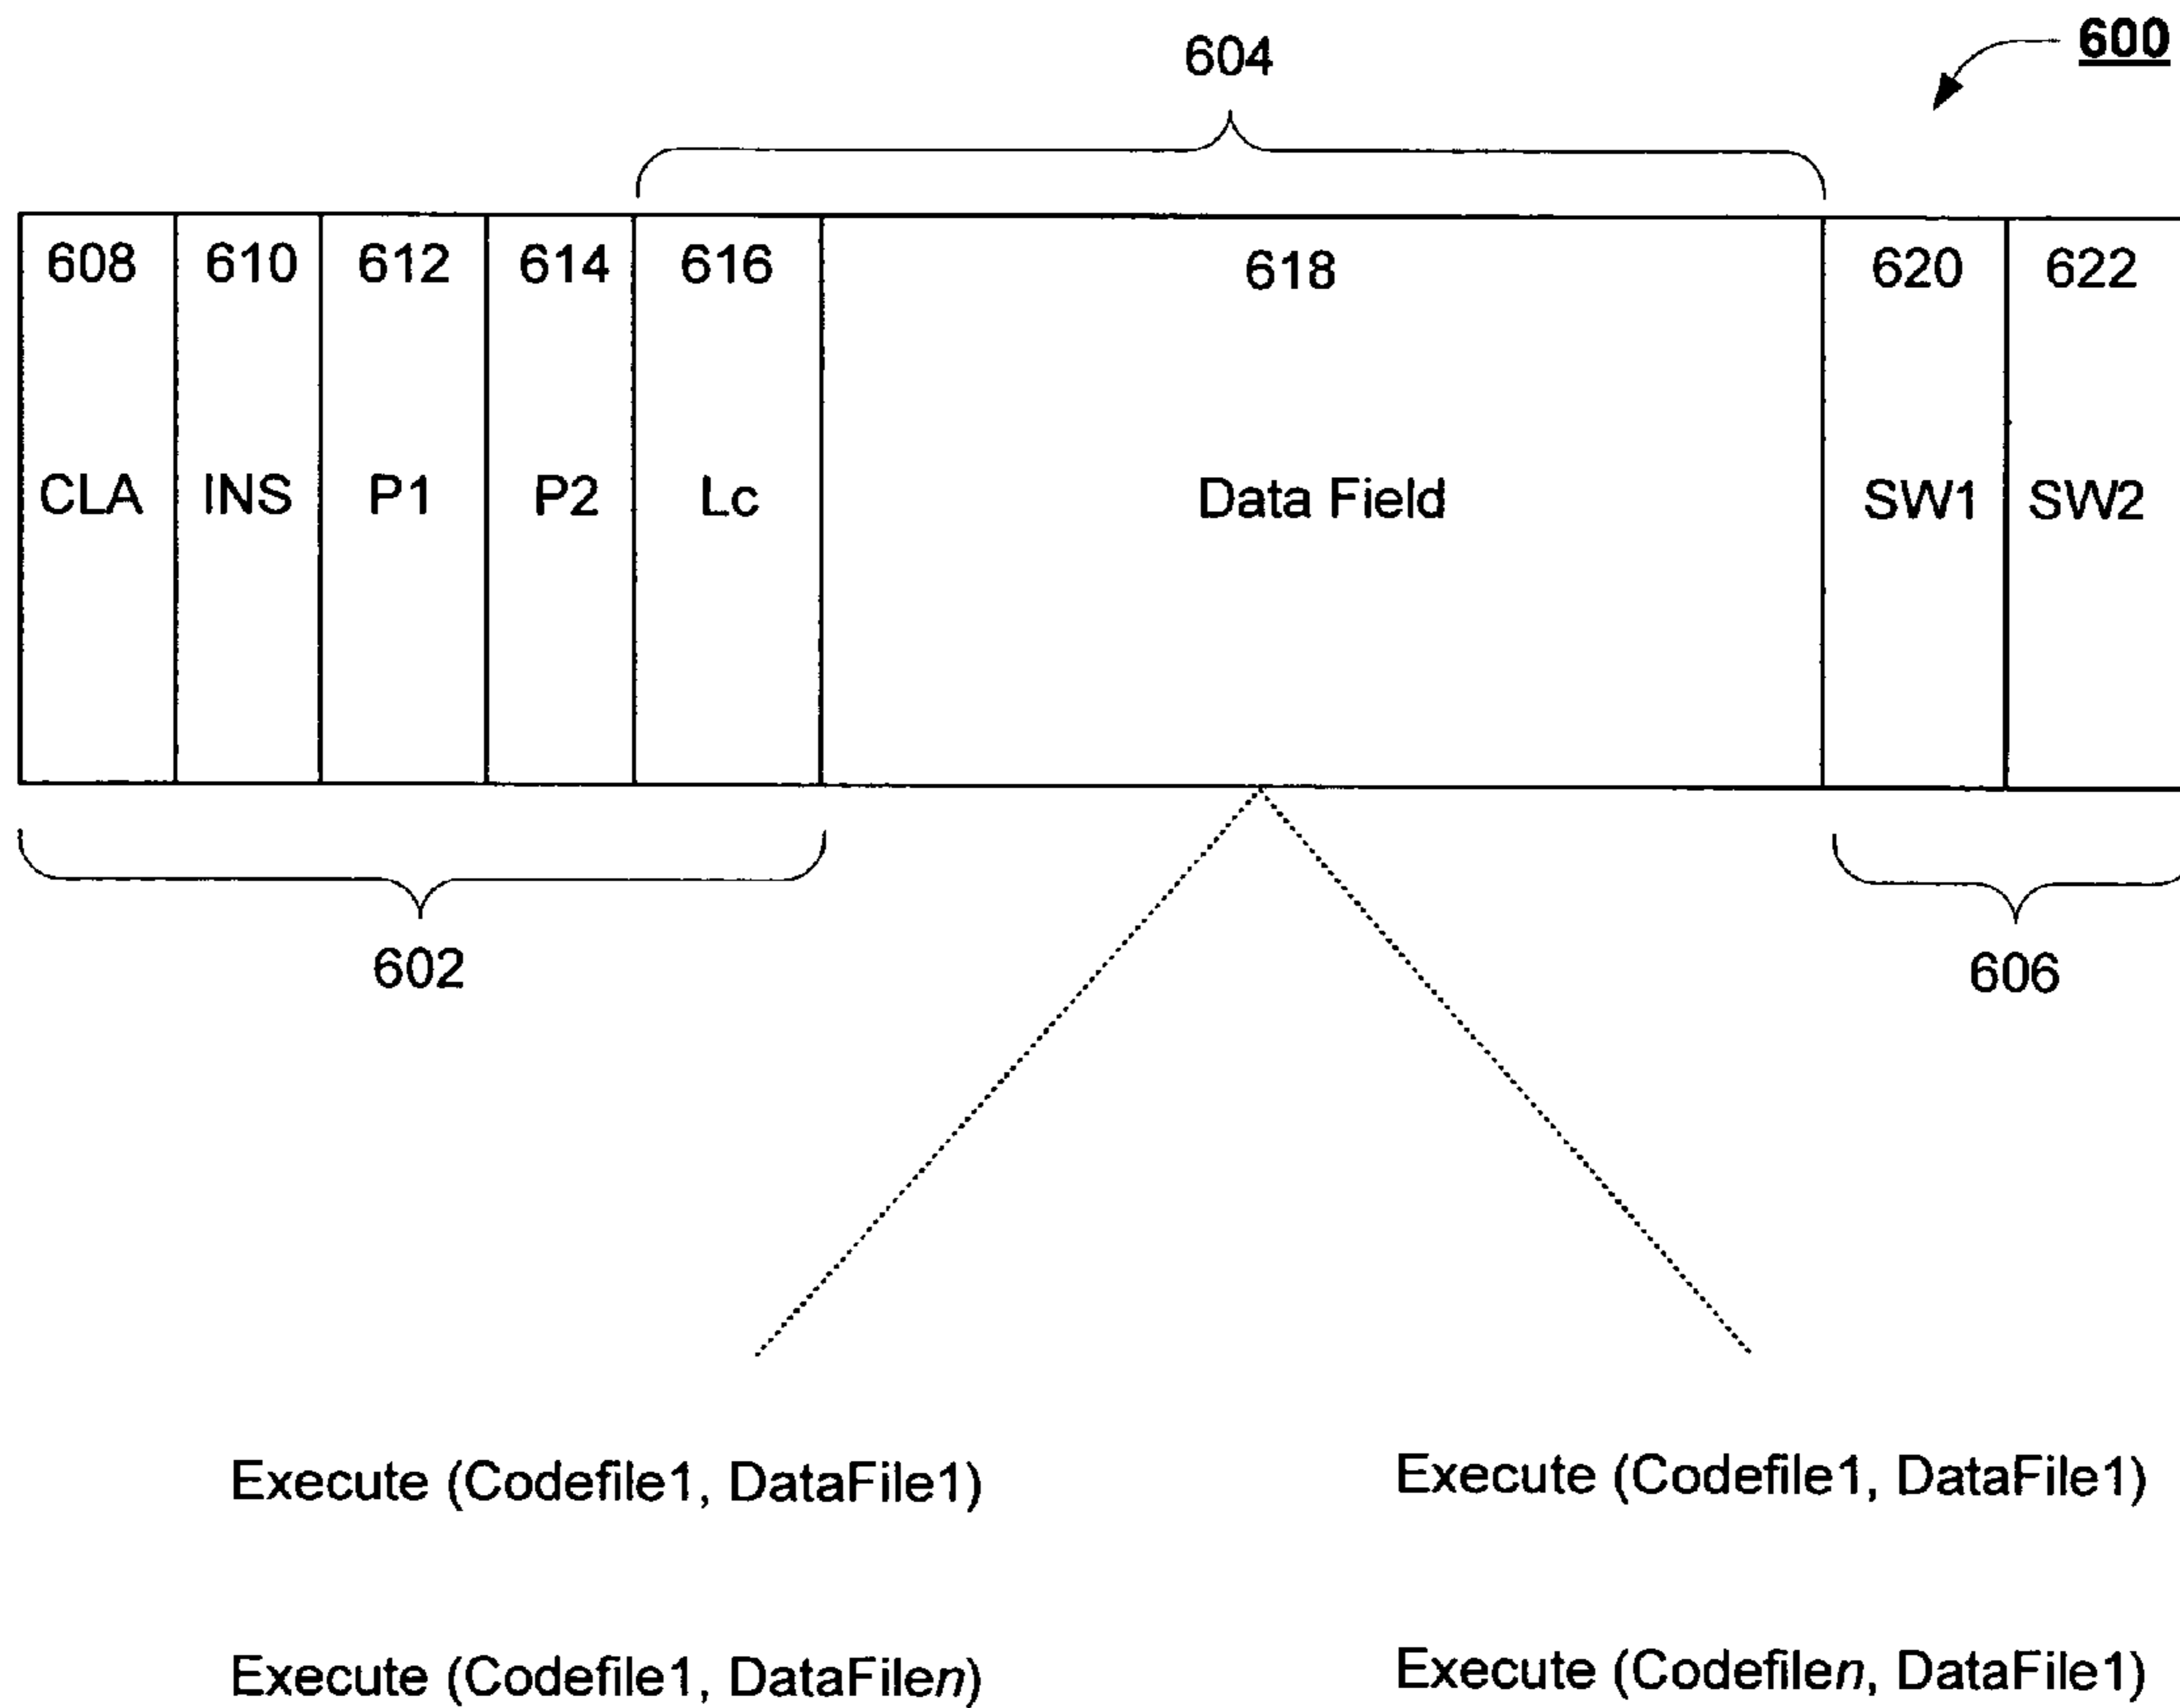 600
604
608 610 612 614 616 618 620 622
CLA INS P1 P2 Lc Data Field SW1 SW2
602 606
Execute (Codefile1, DataFile1) Execute (Codefile1, DataFile1)
Execute (Codefile1, DataFilen) Execute (Codefilen, DataFile1)